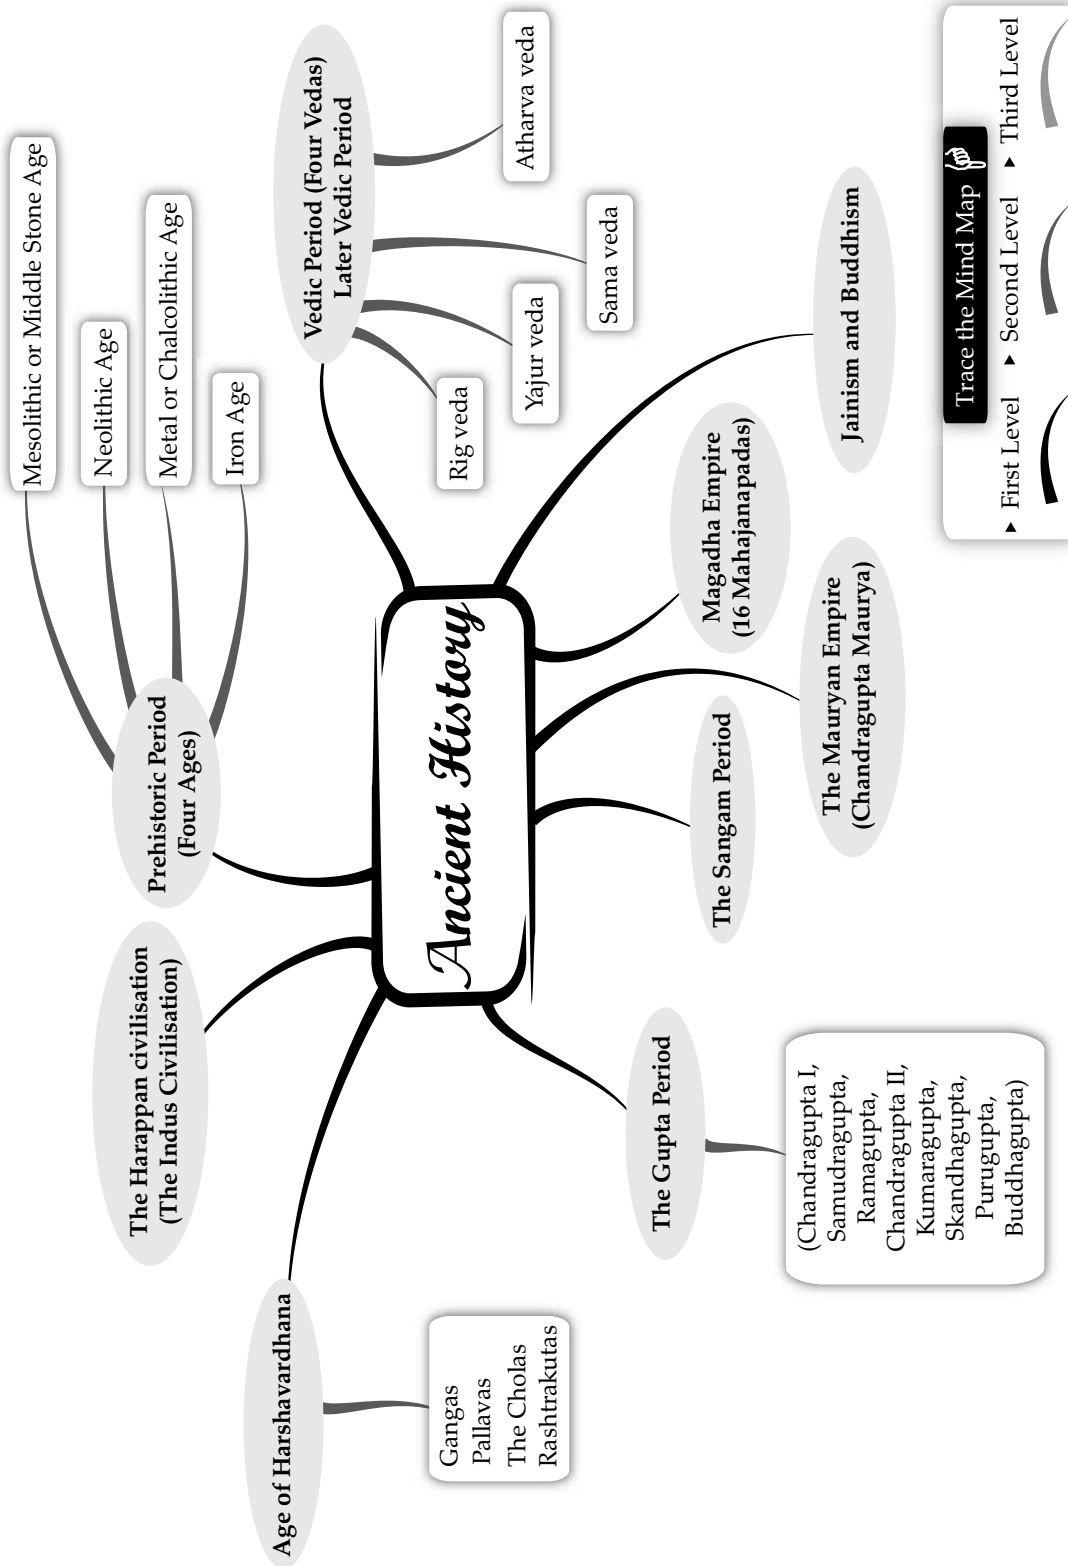 Mesolithic or Middle Stone Age
Neolithic Age
Metal or Chalcolithic Age
Iron Age
Prehistoric Period
(Four Ages)
Vedic Period (Four Vedas)
Later Vedic Period
Rig veda
Yajur veda
Sama veda
Atharva veda
The Harappan civilisation
(The Indus Civilisation)
Age of Harshavardhana
Gangas
Pallavas
The Cholas
Rashtrakutas
Ancient History
The Gupta Period
(Chandragupta I,
Samudragupta,
Ramagupta,
Chandragupta II,
Kumaragupta,
Skandhagupta,
Purugupta,
Buddhagupta)
The Sangam Period
The Mauryan Empire
(Chandragupta Maurya)
Magadha Empire
(16 Mahajanapadas)
Jainism and Buddhism
Trace the Mind Map
First Level
Second Level
Third Level